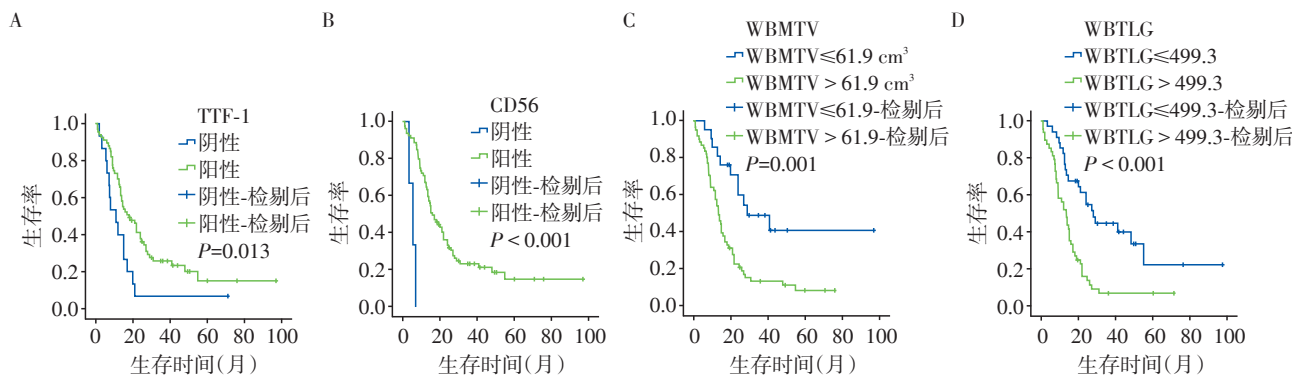 A
TTF-1
阴性
阳性
阴性-检剔后
阳性-检剔后
P=0.013
生存率
1.0
0.8
0.6
0.4
0.2
0.0
0 20 40 60 80 100
生存时间(月)
B
CD56
阴性
阳性
阴性-检剔后
阳性-检剔后
P<0.001
生存率
1.0
0.8
0.6
0.4
0.2
0.0
0 20 40 60 80 100
生存时间(月)
C
WBMTV
WBMTV≤61.9 cm³
WBMTV>61.9 cm³
WBMTV≤61.9-检剔后
WBMTV>61.9-检剔后
P=0.001
生存率
1.0
0.8
0.6
0.4
0.2
0.0
0 20 40 60 80 100
生存时间(月)
D
WBTLG
WBTLG≤499.3
WBTLG>499.3
WBTLG≤499.3-检剔后
WBTLG>499.3-检剔后
P<0.001
生存率
1.0
0.8
0.6
0.4
0.2
0.0
0 20 40 60 80 100
生存时间(月)